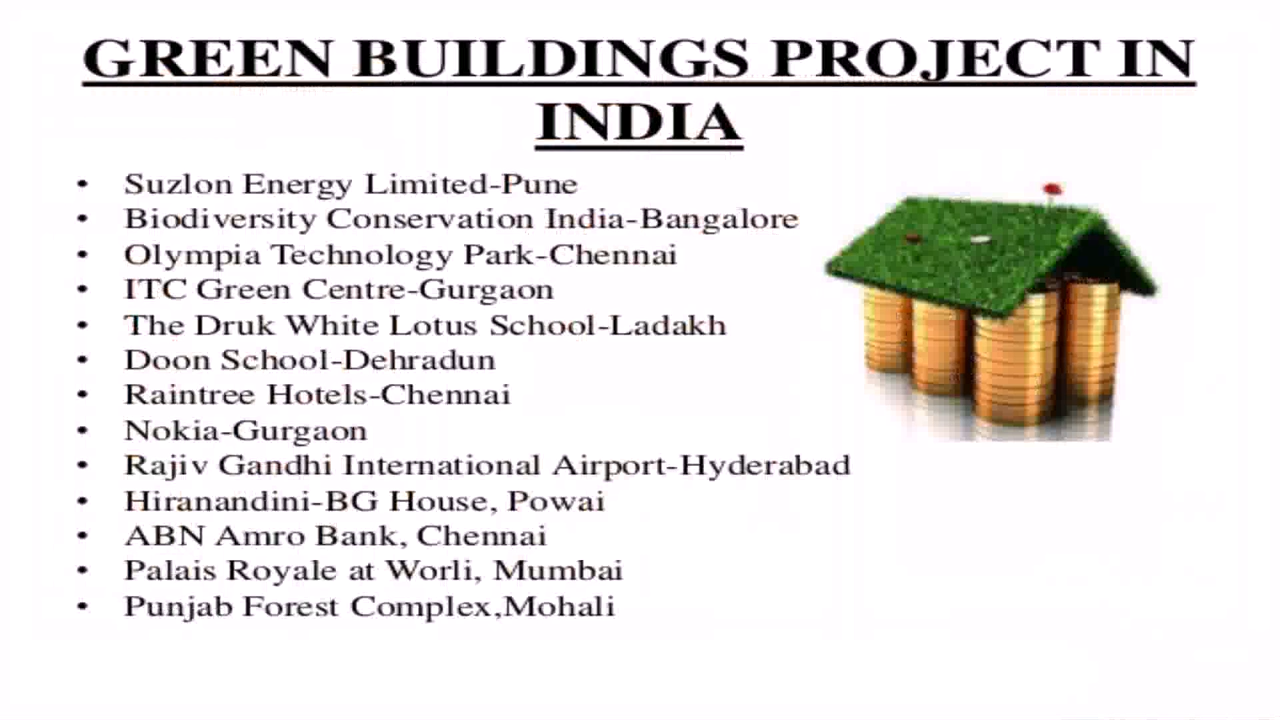 GREEN BUILDINGS PROJECT IN
INDIA
• Suzlon Energy Limited-Pune
• Biodiversity Conservation India-Bangalore
• Olympia Technology Park-Chennai
• ITC Green Centre-Gurgaon
• The Druk White Lotus School-Ladakh
• Doon School-Dehradun
• Raintree Hotels-Chennai
• Nokia-Gurgaon
• Rajiv Gandhi International Airport-Hyderabad
• Hiranandini-BG House, Powai
• ABN Amro Bank, Chennai
• Palais Royale at Worli, Mumbai
• Punjab Forest Complex,Mohali